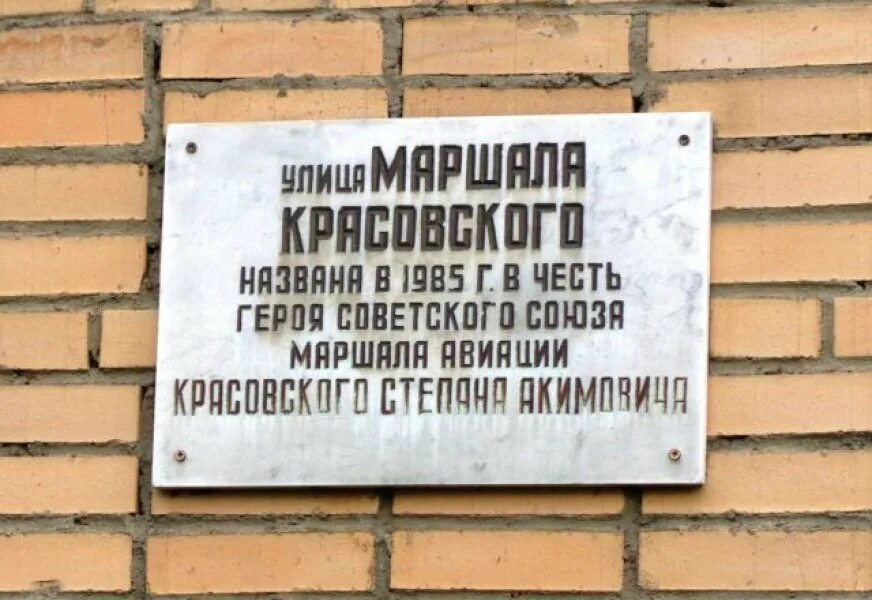 улица МАРШАЛА
КРАСОВСКОГО
НАЗВАНА В 1985 Г. В ЧЕСТЬ
ГЕРОЯ СОВЕТСКОГО СОЮЗА
МАРШАЛА АВИАЦИИ
КРАСОВСКОГО СТЕПАНА АКИМОВИЧА